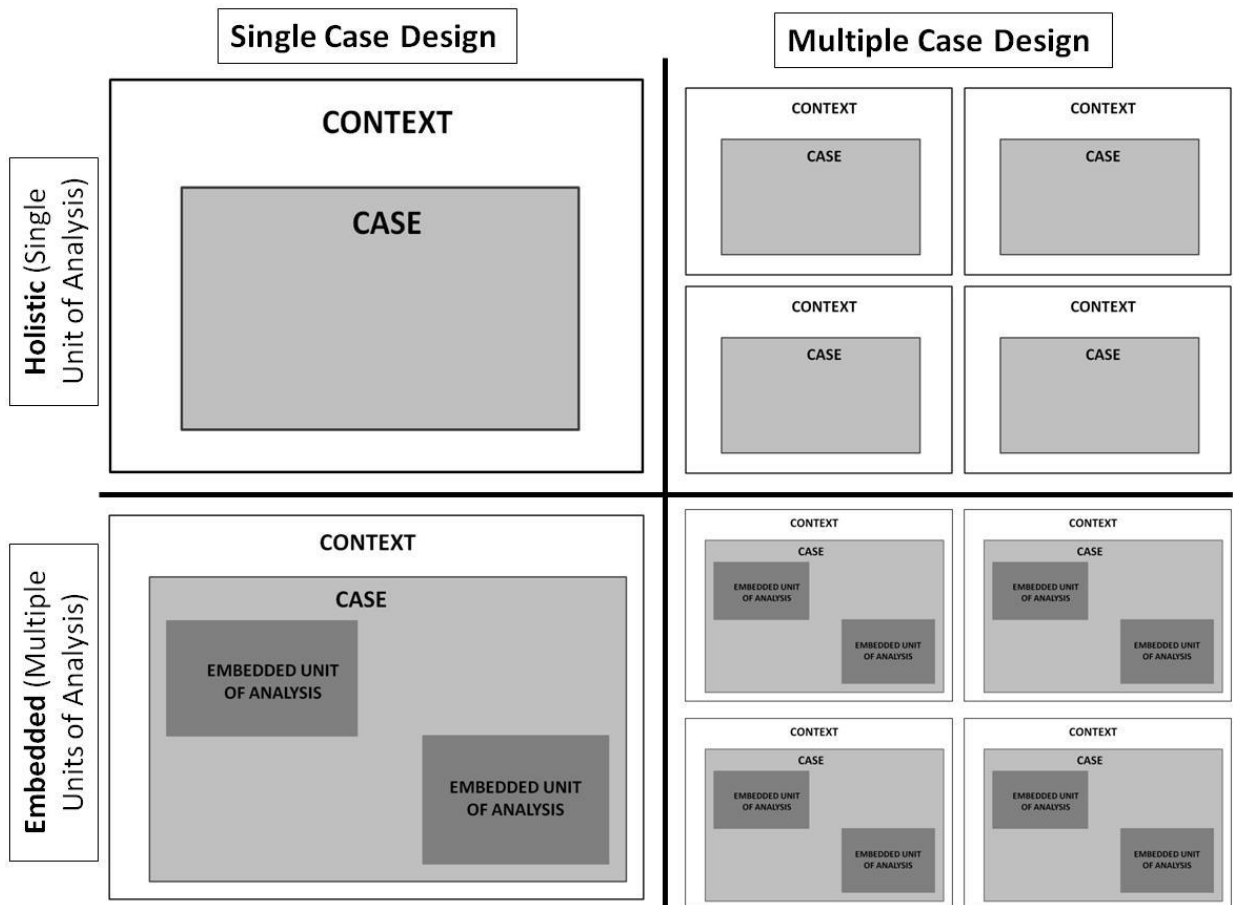 Single Case Design
Multiple Case Design
Holistic (Single
Unit of Analysis)
CONTEXT
CASE
CONTEXT
CASE
CONTEXT
CASE
CONTEXT
CASE
CONTEXT
CASE
Embedded (Multiple
Units of Analysis)
CONTEXT
CASE
EMBEDDED UNIT
OF ANALYSIS
EMBEDDED UNIT
OF ANALYSIS
CONTEXT
CASE
EMBEDDED UNIT
OF ANALYSIS
EMBEDDED UNIT
OF ANALYSIS
CONTEXT
CASE
EMBEDDED UNIT
OF ANALYSIS
EMBEDDED UNIT
OF ANALYSIS
CONTEXT
CASE
EMBEDDED UNIT
OF ANALYSIS
EMBEDDED UNIT
OF ANALYSIS
CONTEXT
CASE
EMBEDDED UNIT
OF ANALYSIS
EMBEDDED UNIT
OF ANALYSIS